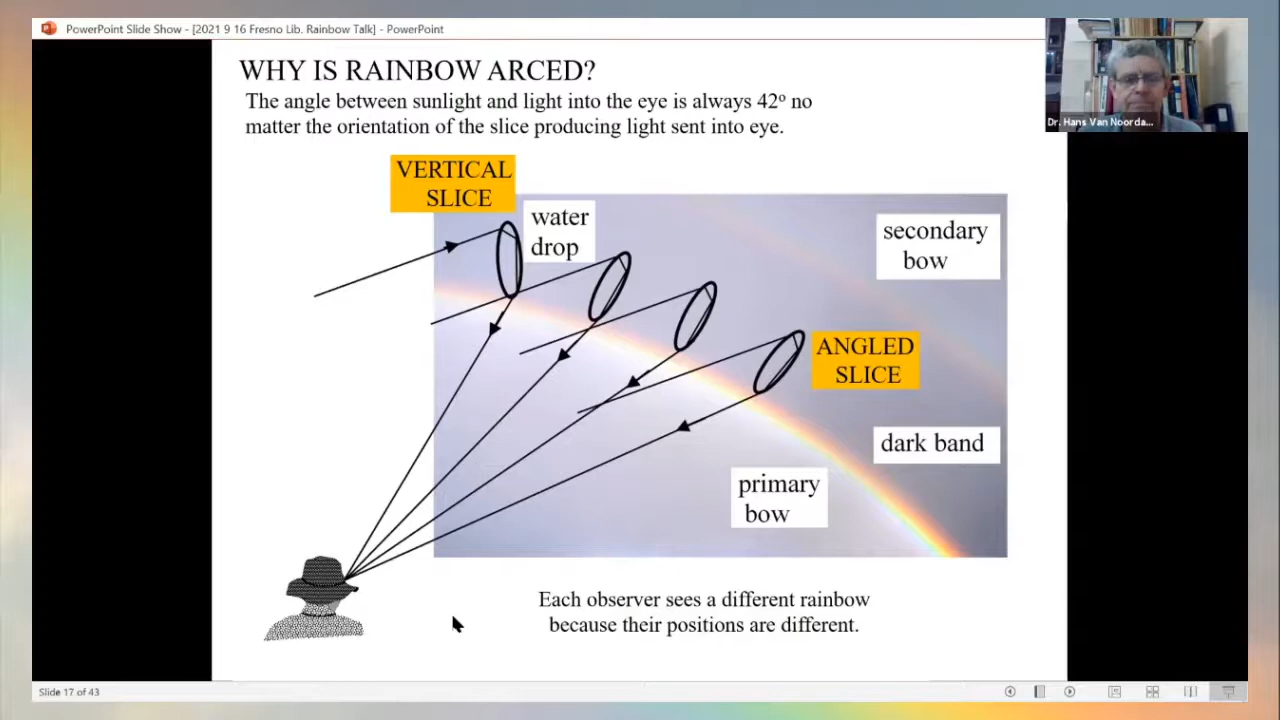 PowerPoint Slide Show - [2021 9 16 Fresno Lib. Rainbow Talk] - PowerPoint
WHY IS RAINBOW ARCED?
The angle between sunlight and light into the eye is always 42º no
matter the orientation of the slice producing light sent into eye.
Dr. Hans Van Noorda...
VERTICAL
SLICE
water
drop
secondary
bow
ANGLED
SLICE
dark band
primary
bow
Each observer sees a different rainbow
because their positions are different.
Slide 17 of 43